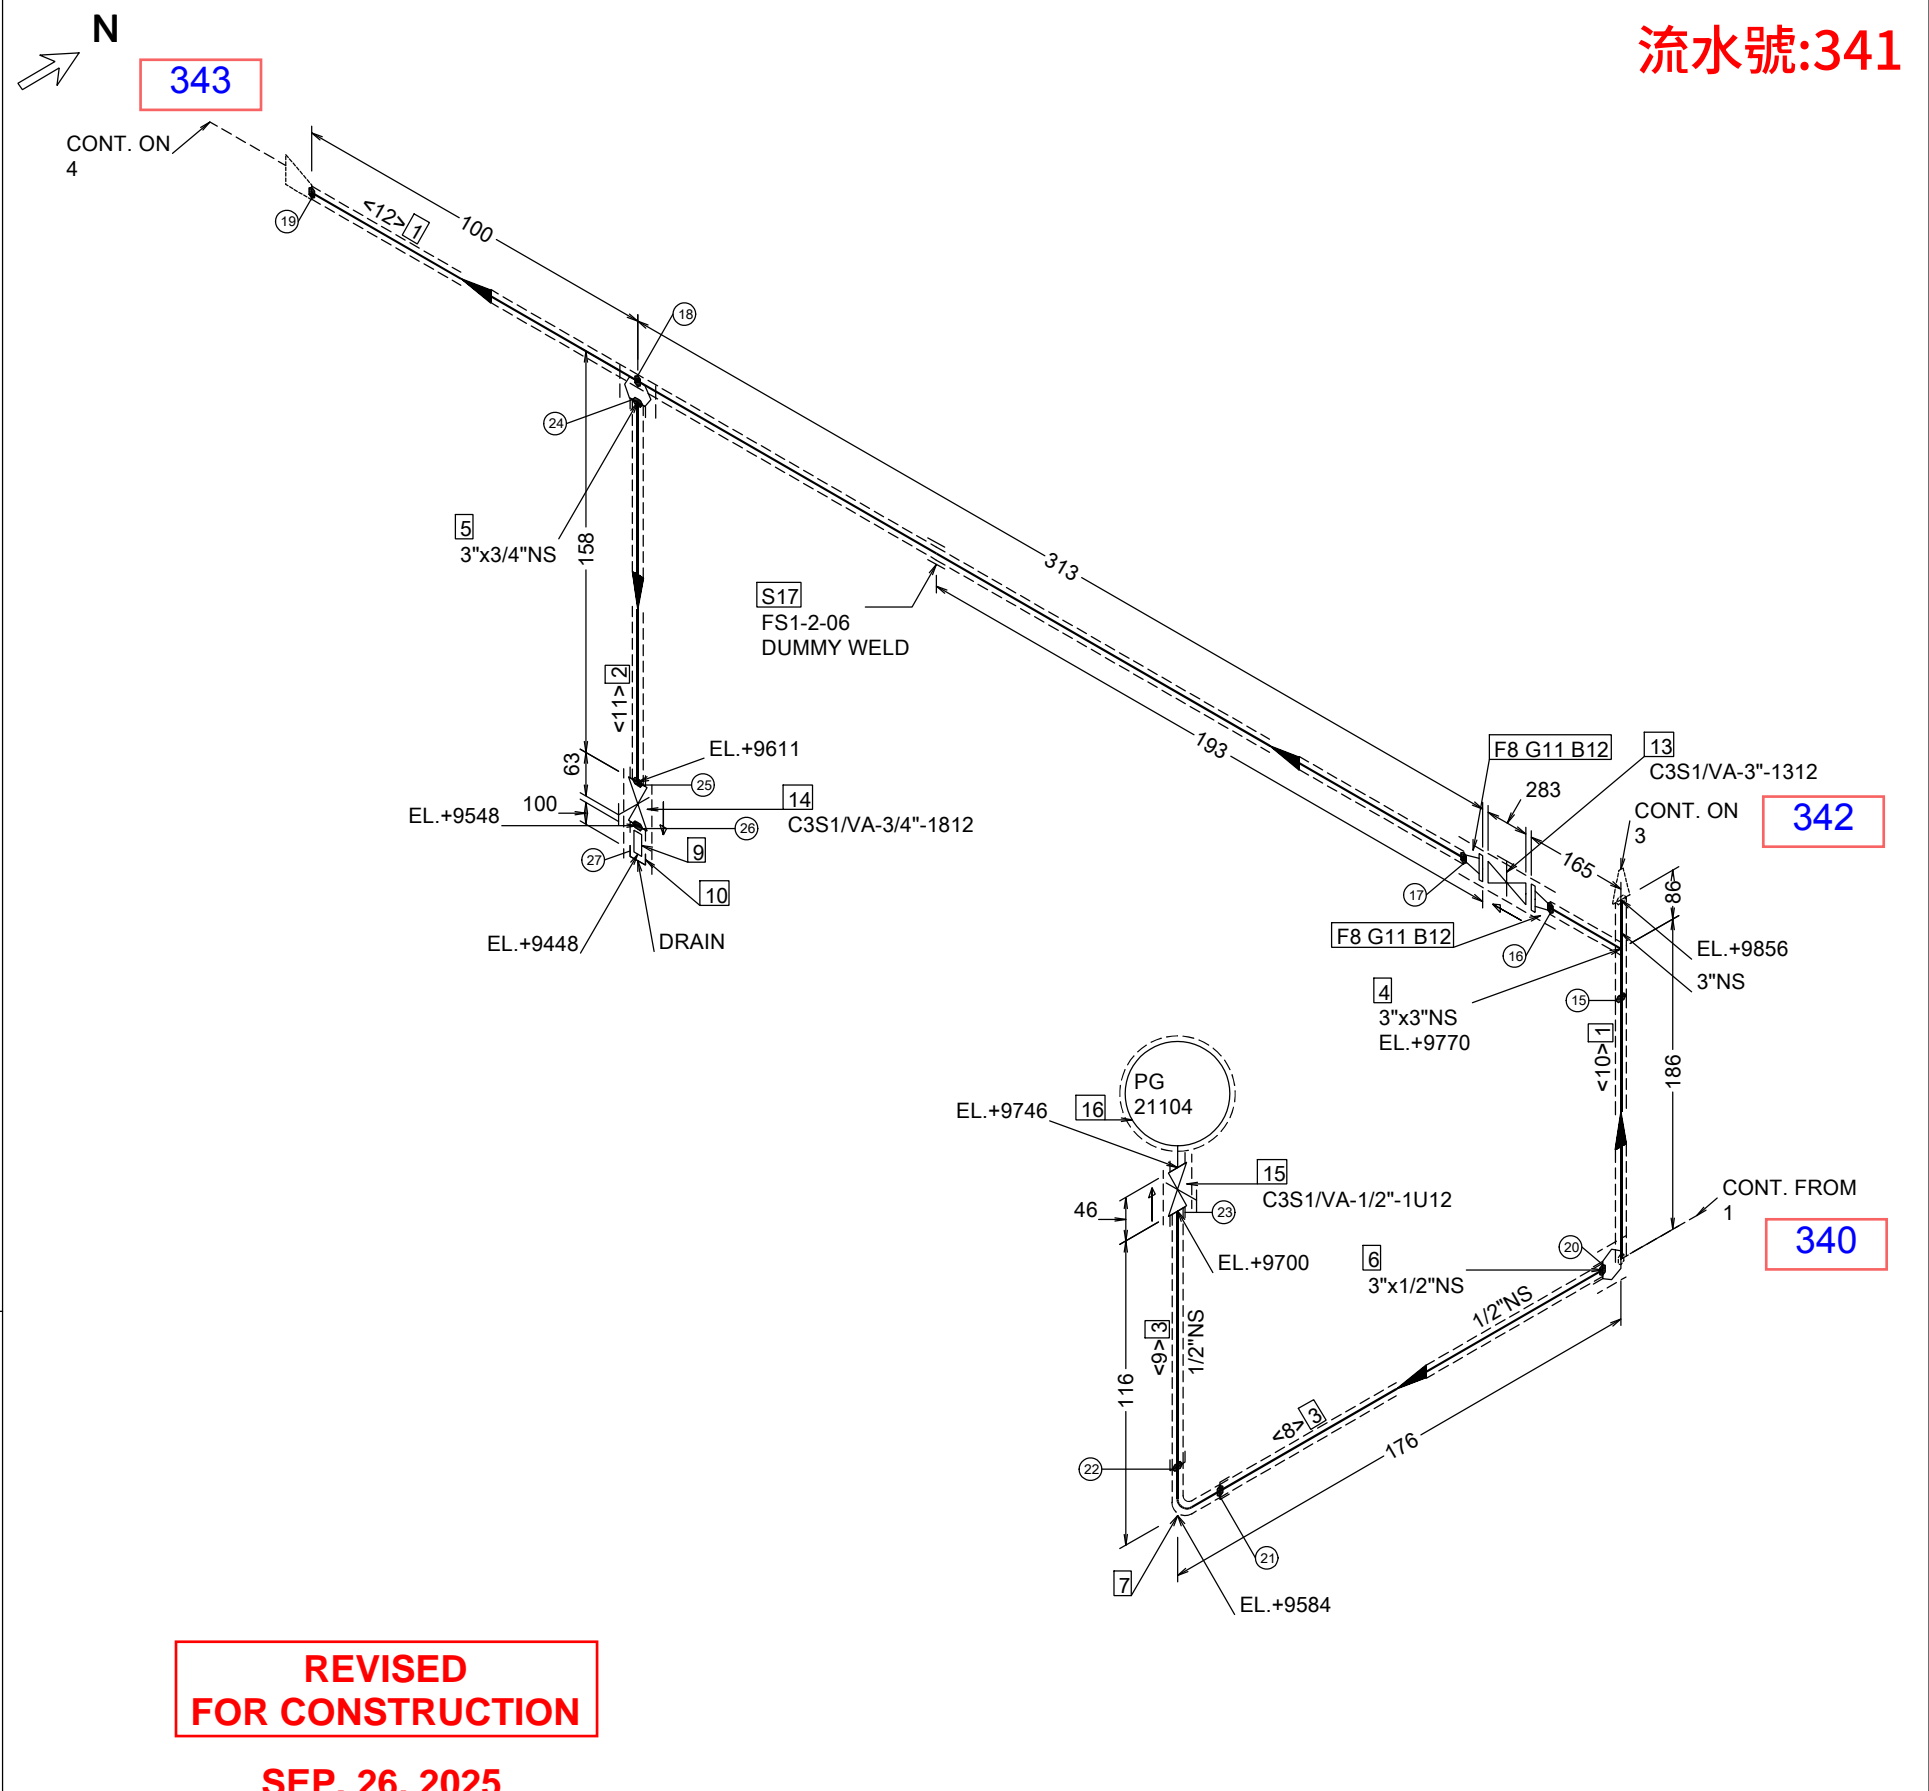 N
流水號:341
343
CONT. ON
4
19
<12> 1
100
18
24
5
3"x3/4"NS
158
313
S17
FS1-2-06
DUMMY WELD
193
<11> 2
63
EL.+9611
25
100
EL.+9548
14
C3S1/VA-3/4"-1812
26
27
9
10
EL.+9448
DRAIN
F8 G11 B12
13
C3S1/VA-3"-1312
283
CONT. ON
3
342
165
86
17
F8 G11 B12
16
EL.+9856
3"NS
4
3"x3"NS
EL.+9770
15
<10> 1
186
PG
21104
EL.+9746
16
15
C3S1/VA-1/2"-1U12
46
23
EL.+9700
CONT. FROM
1
340
20
6
3"x1/2"NS
1/2"NS
<9> 3
1/2"NS
116
<8> 3
176
22
21
7
EL.+9584
REVISED
FOR CONSTRUCTION
SEP. 26. 2025